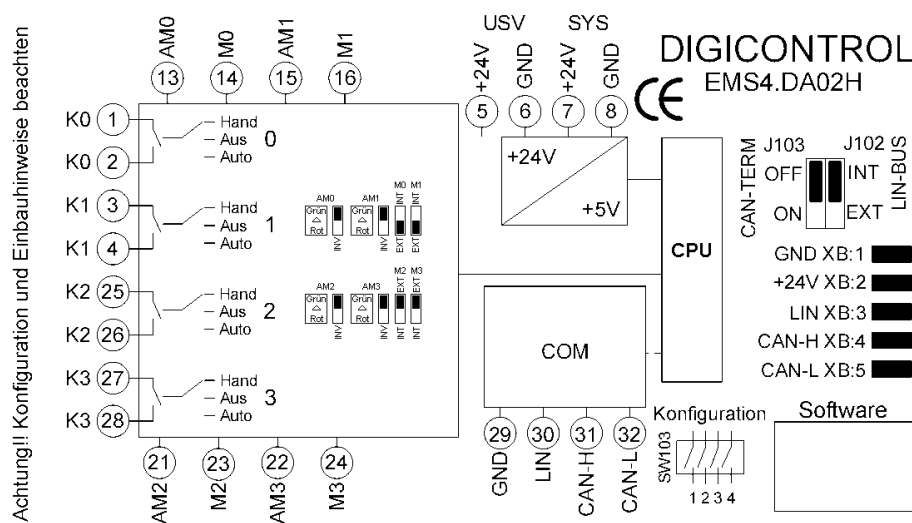 Achtung!! Konfiguration und Einbauhinweise beachten
AM0 M0 AM1 M1
13 14 15 16
USV SYS
+24V GND +24V GND
5 6 7 8
DIGICONTROL
EMS4.DA02H
CE
K0 1
K0 2
Hand
Aus 0
Auto
K1 3
K1 4
Hand
Aus 1
Auto
K2 25
K2 26
Hand
Aus 2
Auto
K3 27
K3 28
Hand
Aus 3
Auto
AM0 AM1 M0 M1
INT INT
Grün Grün
Rot Rot
INV INV EXT EXT
AM2 AM3 M2 M3
EXT EXT
Grün Grün
Rot Rot
INV INV INT INT
21 23 22 24
AM2 M2 AM3 M3
+24V
+5V
CPU
COM
29 30 31 32
GND LIN CAN-H CAN-L
CAN-TERM
J103 J102
OFF INT
ON EXT
LIN-BUS
GND XB:1
+24V XB:2
LIN XB:3
CAN-H XB:4
CAN-L XB:5
Konfiguration
SW103
1 2 3 4
Software